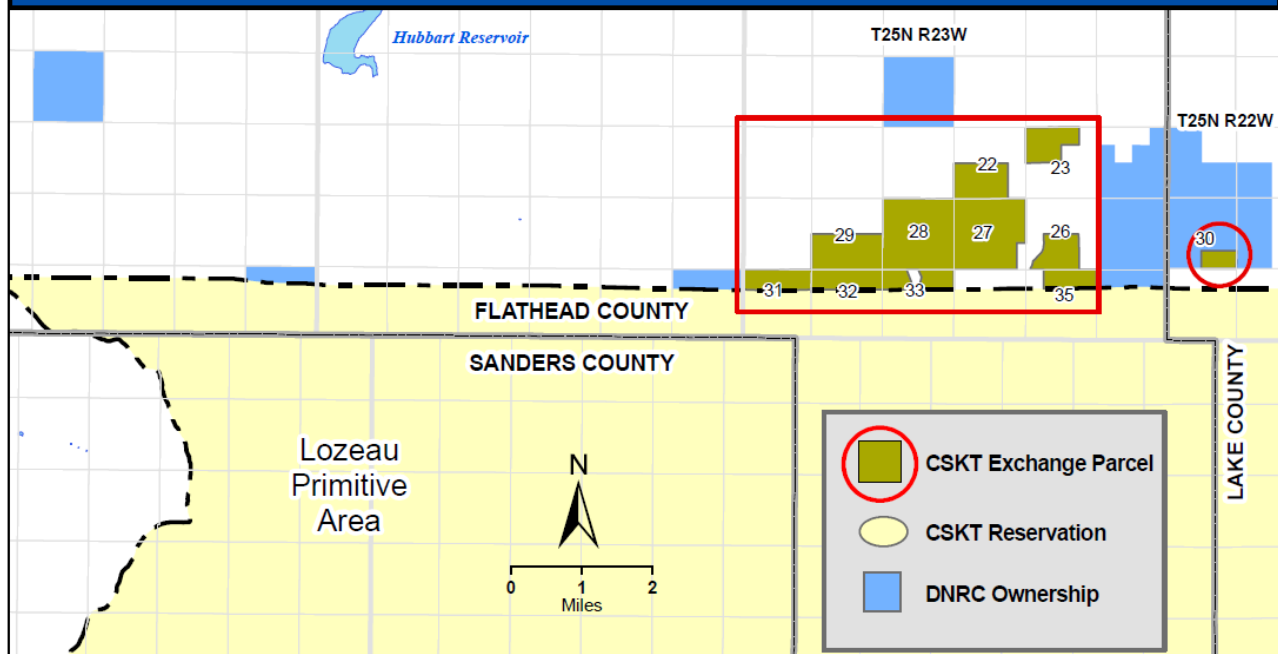 Hubbart Reservoir
T25N R23W
T25N R22W
22
23
29
28
27
26
30
31
32
33
35
FLATHEAD COUNTY
SANDERS COUNTY
LAKE COUNTY
Lozeau
Primitive
Area
N
0 1 2
Miles
CSKT Exchange Parcel
CSKT Reservation
DNRC Ownership